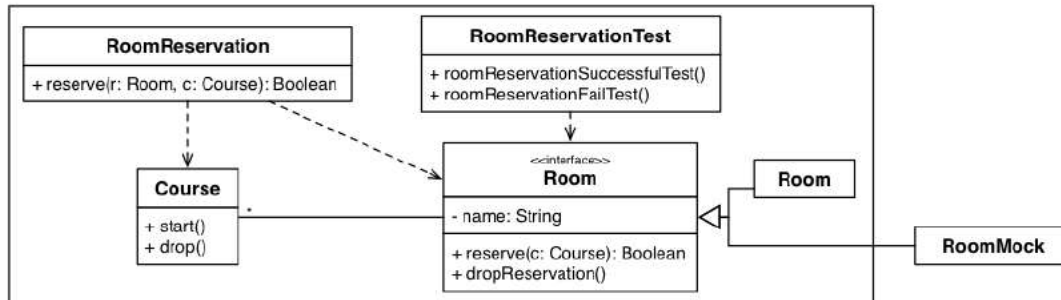 RoomReservation
+ reserve(r: Room, c: Course): Boolean
RoomReservationTest
+ roomReservationSuccessfulTest()
+ roomReservationFailTest()
Course
+ start()
+ drop()
*
<<interface>>
Room
- name: String
+ reserve(c: Course): Boolean
+ dropReservation()
Room
RoomMock